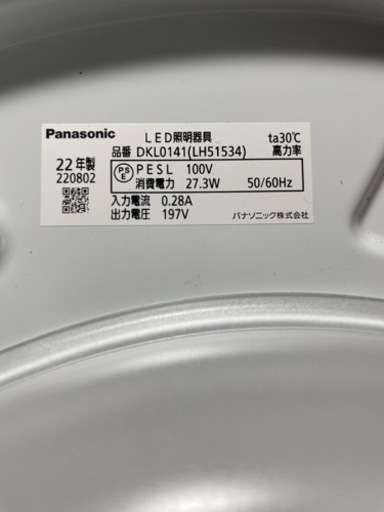 Panasonic LED照明器具 ta30℃
22年製 品番 DKL0141(LH51534) 高力率
220802 PSE PESL 100V
消費電力 27.3W 50/60Hz
入力電流 0.28A
出力電圧 197V パナソニック株式会社